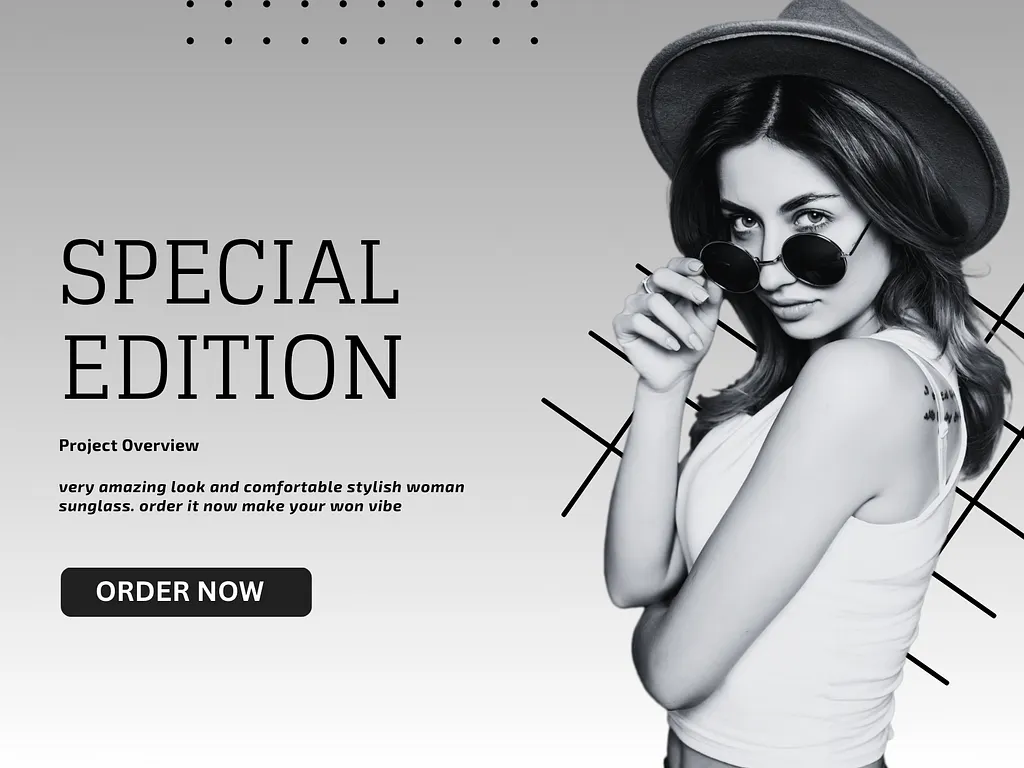 SPECIAL
EDITION
Project Overview
very amazing look and comfortable stylish woman
sunglass. order it now make your won vibe
ORDER NOW